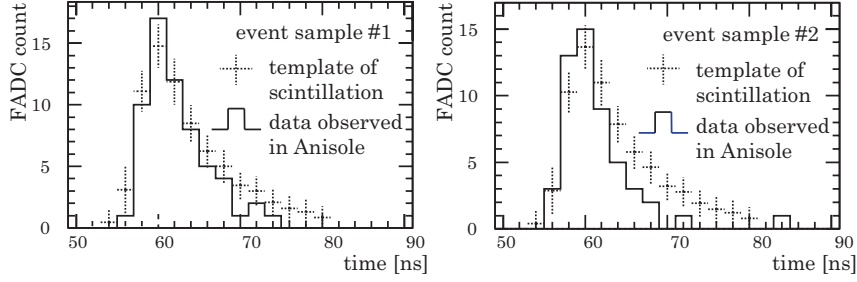 FADC count
15
10
5
0
event sample #1
template of
scintillation
data observed
in Anisole
50 60 70 80 90
time [ns]
FADC count
15
10
5
0
event sample #2
template of
scintillation
data observed
in Anisole
50 60 70 80 90
time [ns]